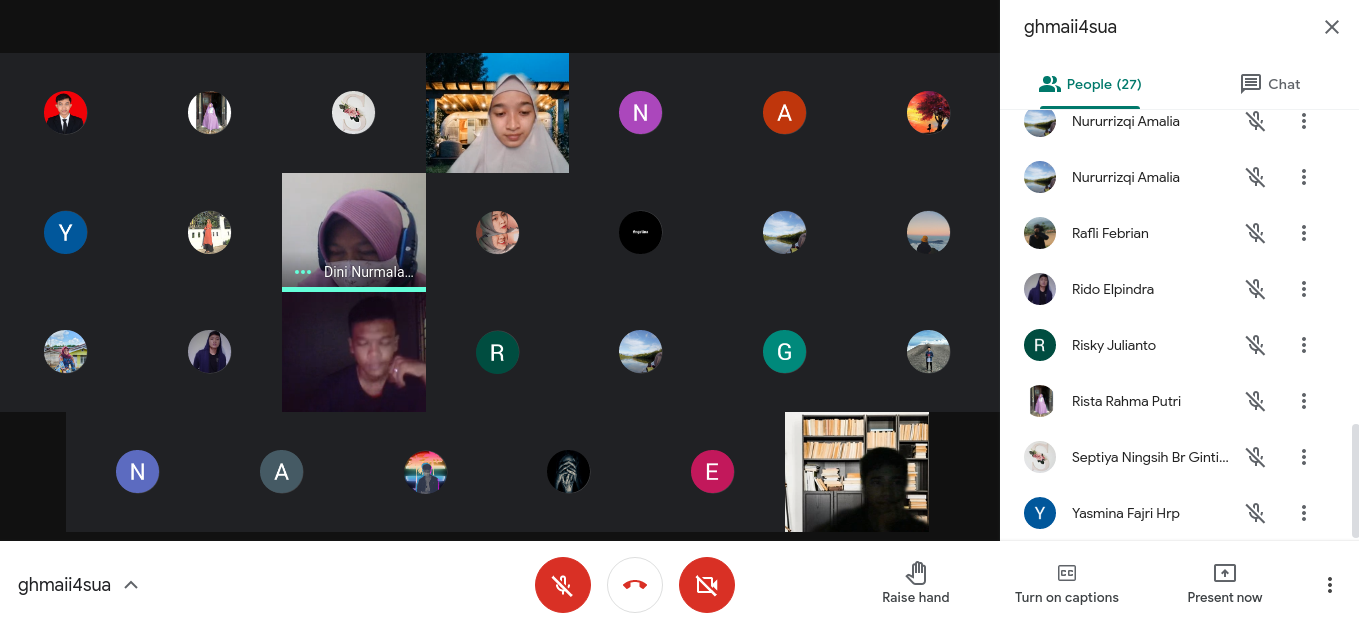 ghmaii4sua
People (27)
Chat
Nururrizqi Amalia
Nururrizqi Amalia
Rafli Febrian
Rido Elpindra
Risky Julianto
R
Rista Rahma Putri
Septiya Ningsih Br Ginti...
Yasmina Fajri Hrp
Y
N
A
Y
Dini Nurmala...
R
G
N
A
E
ghmaii4sua
Raise hand
CC
Turn on captions
Present now